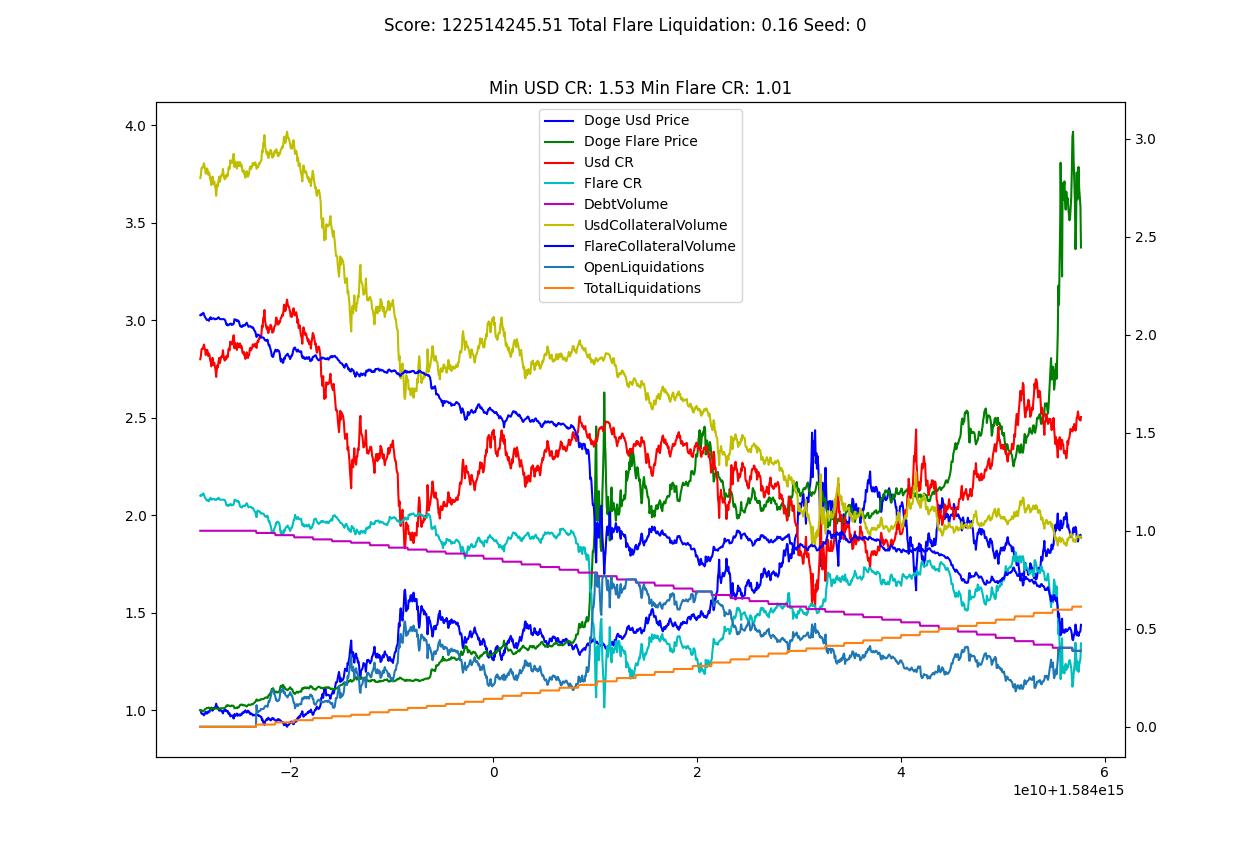 Score: 122514245.51 Total Flare Liquidation: 0.16 Seed: 0
Min USD CR: 1.53 Min Flare CR: 1.01
Doge Usd Price
Doge Flare Price
Usd CR
Flare CR
DebtVolume
UsdCollateralVolume
FlareCollateralVolume
OpenLiquidations
TotalLiquidations
4.0
3.5
3.0
2.5
2.0
1.5
1.0
3.0
2.5
2.0
1.5
1.0
0.5
0.0
−2 0 2 4 6
1e10+1.584e15